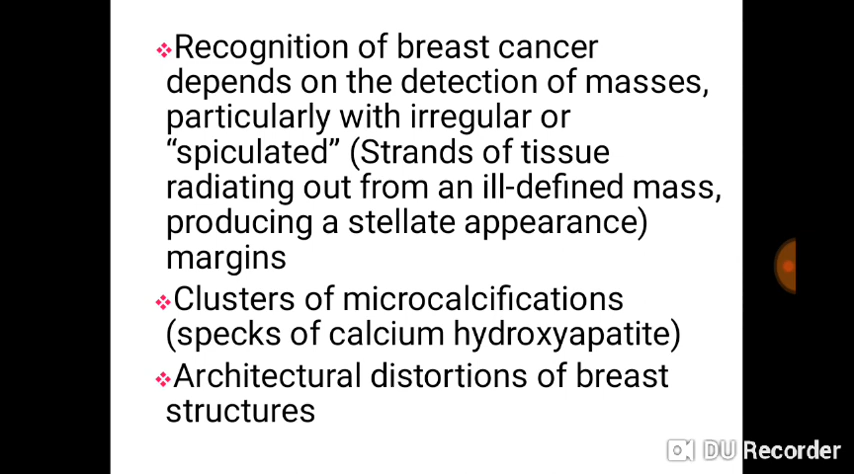 ❖Recognition of breast cancer
depends on the detection of masses,
particularly with irregular or
“spiculated” (Strands of tissue
radiating out from an ill-defined mass,
producing a stellate appearance)
margins
❖Clusters of microcalcifications
(specks of calcium hydroxyapatite)
❖Architectural distortions of breast
structures
DU Recorder